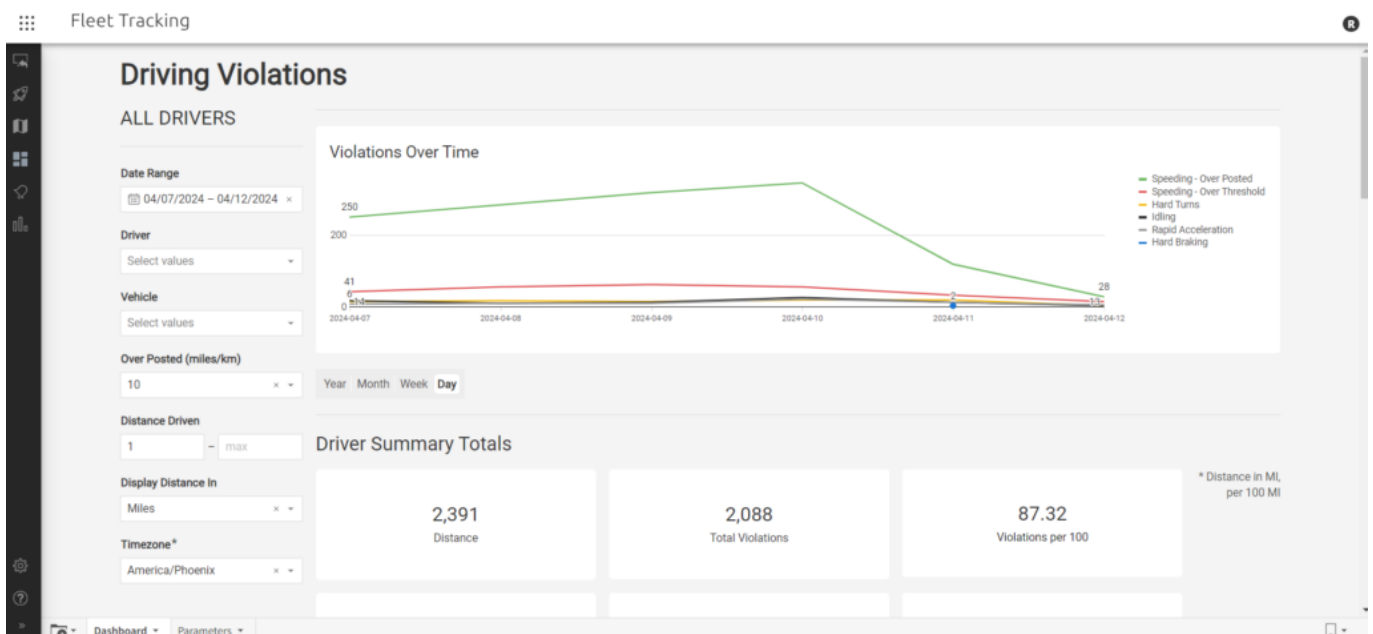 Fleet Tracking
R
Driving Violations
ALL DRIVERS
Date Range
04/07/2024 – 04/12/2024 ×
Driver
Select values
Vehicle
Select values
Over Posted (miles/km)
10 ×
Distance Driven
1 – max
Display Distance In
Miles ×
Timezone*
America/Phoenix ×
Violations Over Time
250
200
41
6
14
0
2
28
13
2024-04-07 2024-04-08 2024-04-09 2024-04-10 2024-04-11 2024-04-12
Speeding - Over Posted
Speeding - Over Threshold
Hard Turns
Idling
Rapid Acceleration
Hard Braking
Year Month Week Day
Driver Summary Totals
2,391
Distance
2,088
Total Violations
87.32
Violations per 100
* Distance in MI,
per 100 MI
Dashboard Parameters